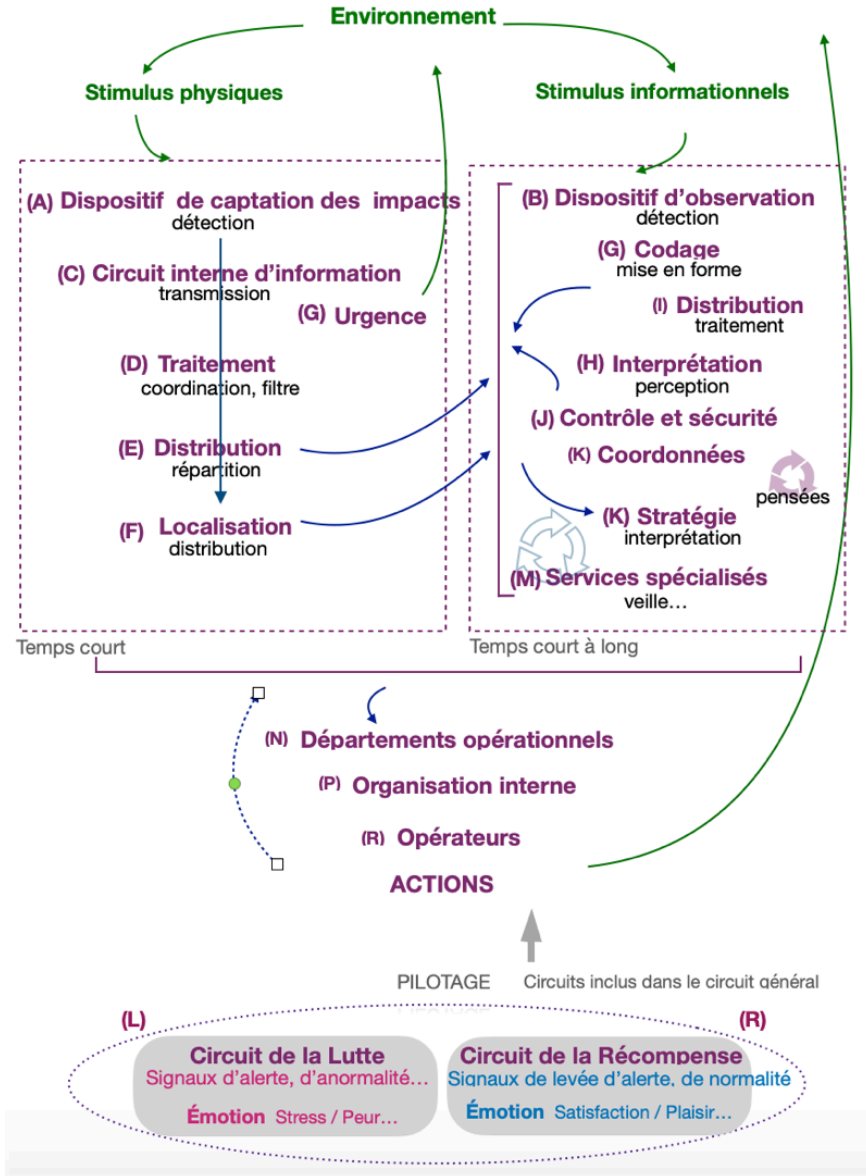 Environnement
Stimulus physiques
Stimulus informationnels
(A) Dispositif de captation des impacts
détection
(C) Circuit interne d'information
transmission
(G) Urgence
(D) Traitement
coordination, filtre
(E) Distribution
répartition
(F) Localisation
distribution
Temps court
(B) Dispositif d'observation
détection
(G) Codage
mise en forme
(I) Distribution
traitement
(H) Interprétation
perception
(J) Contrôle et sécurité
(K) Coordonnées
pensées
(K) Stratégie
interprétation
(M) Services spécialisés
veille…
Temps court à long
(N) Départements opérationnels
(P) Organisation interne
(R) Opérateurs
ACTIONS
PILOTAGE Circuits inclus dans le circuit général
(L)
Circuit de la Lutte
Signaux d'alerte, d'anormalité…
Émotion Stress / Peur…
(R)
Circuit de la Récompense
Signaux de levée d'alerte, de normalité
Émotion Satisfaction / Plaisir…